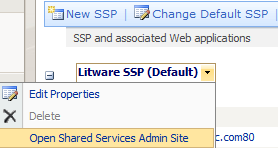 New SSP | Change Default SSP
SSP and associated Web applications
Litware SSP (Default)
Edit Properties
Delete
Open Shared Services Admin Site
c.com80